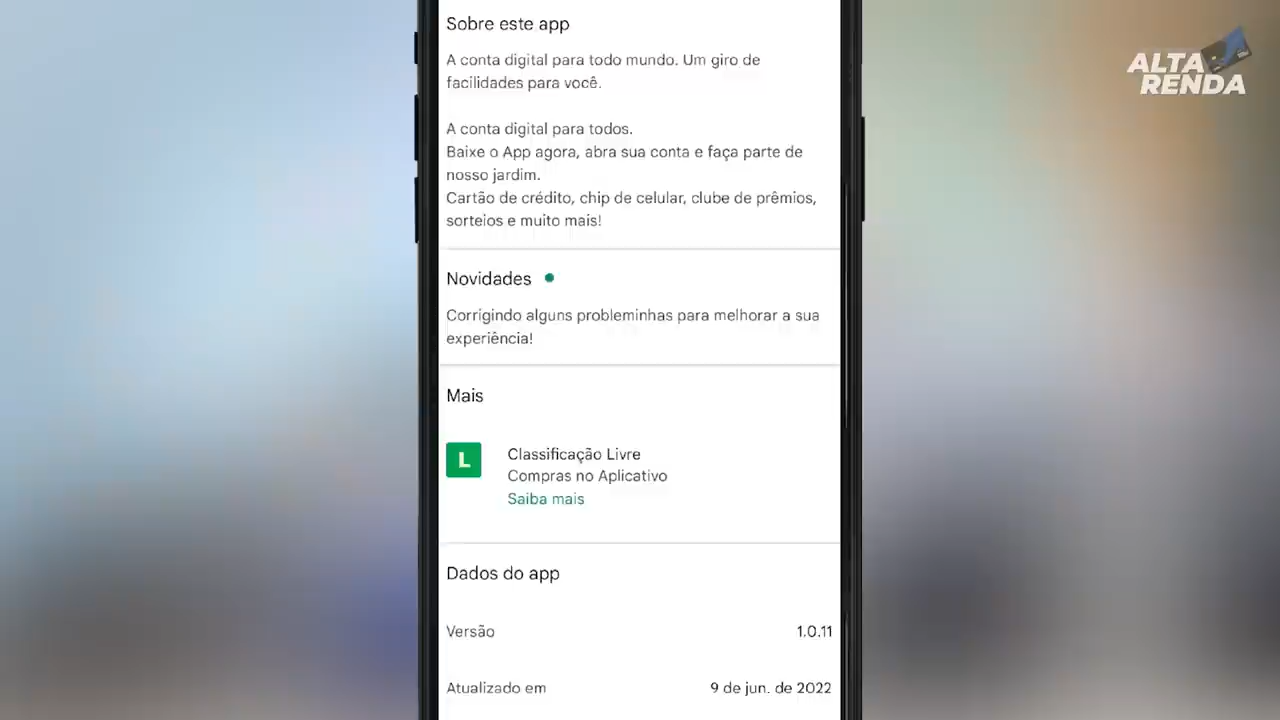 Sobre este app
A conta digital para todo mundo. Um giro de
facilidades para você.
A conta digital para todos.
Baixe o App agora, abra sua conta e faça parte de
nosso jardim.
Cartão de crédito, chip de celular, clube de prêmios,
sorteios e muito mais!
Novidades
Corrigindo alguns probleminhas para melhorar a sua
experiência!
Mais
L
Classificação Livre
Compras no Aplicativo
Saiba mais
Dados do app
Versão 1.0.11
Atualizado em 9 de jun. de 2022
ALTA
RENDA